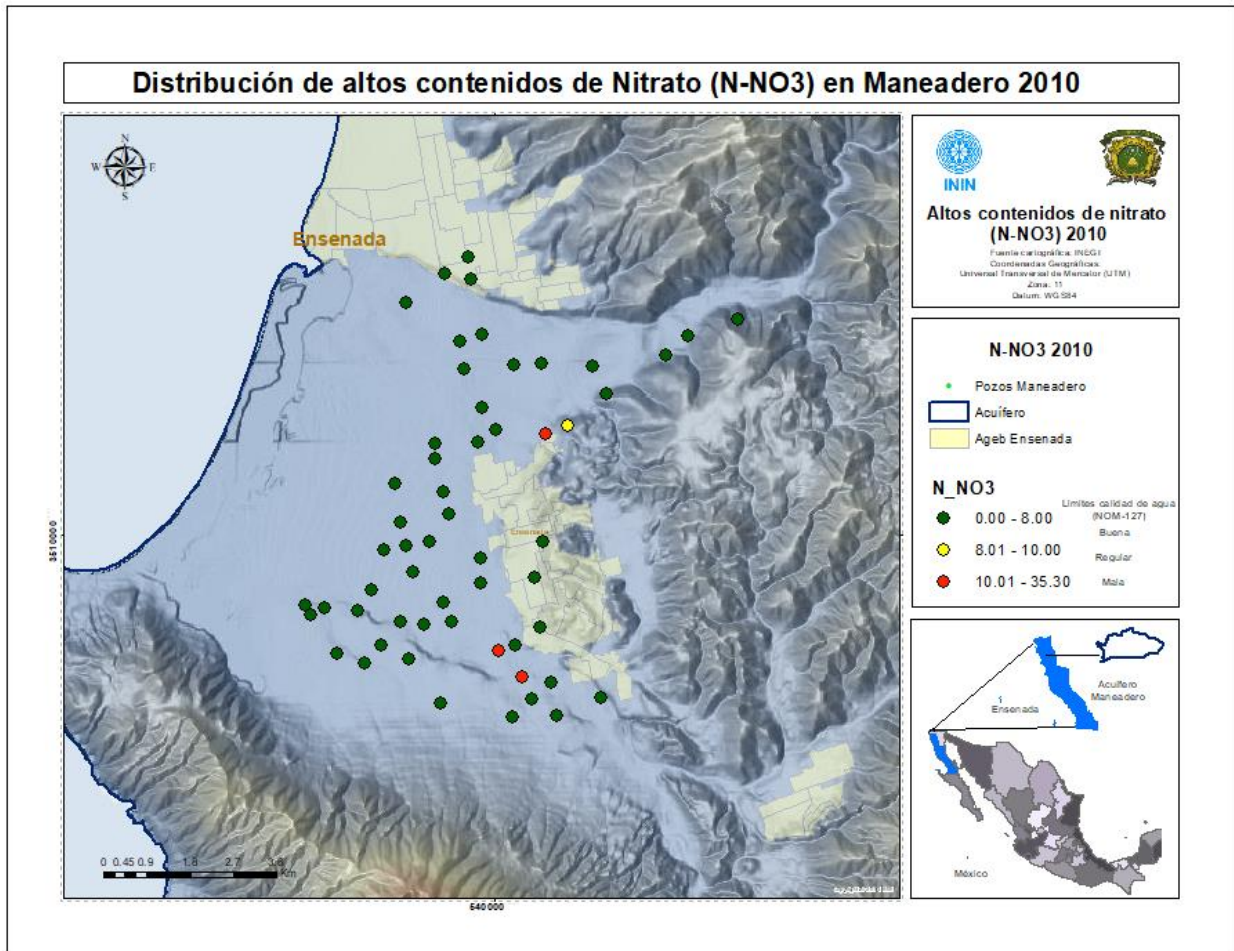 Distribución de altos contenidos de Nitrato (N-NO3) en Maneadero 2010
N
W E
S
Ensenada
Ensenada
3510000
540000
0 0.45 0.9 1.8 2.7 3.6
Km
ININ
Altos contenidos de nitrato
(N-NO3) 2010
Fuente cartográfica: INEGI
Coordenadas Geográficas:
Universal Transversal de Mercator (UTM)
Zona: 11
Datum: WGS84
N-NO3 2010
Pozos Maneadero
Acuífero
Ageb Ensenada
N_NO3
Límites calidad de agua
(NOM-127)
0.00 - 8.00 Buena
8.01 - 10.00 Regular
10.01 - 35.30 Mala
Acuífero
Maneadero
Ensenada
México